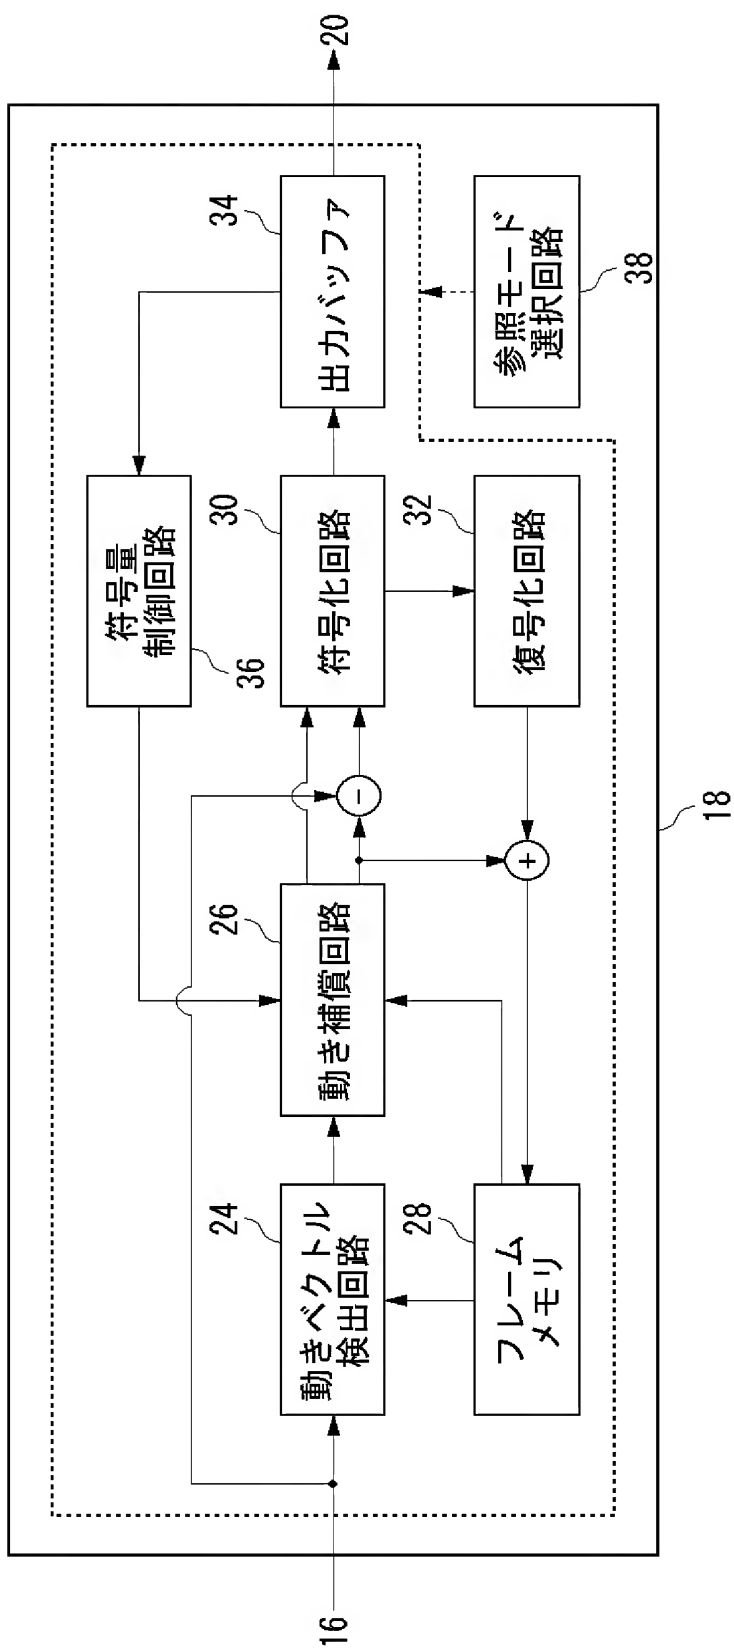 16
18
20
24
動きベクトル
検出回路
26
動き補償回路
28
フレーム
メモリ
30
符号化回路
32
復号化回路
34
出力バッファ
36
符号量
制御回路
38
参照モード
選択回路
-
+